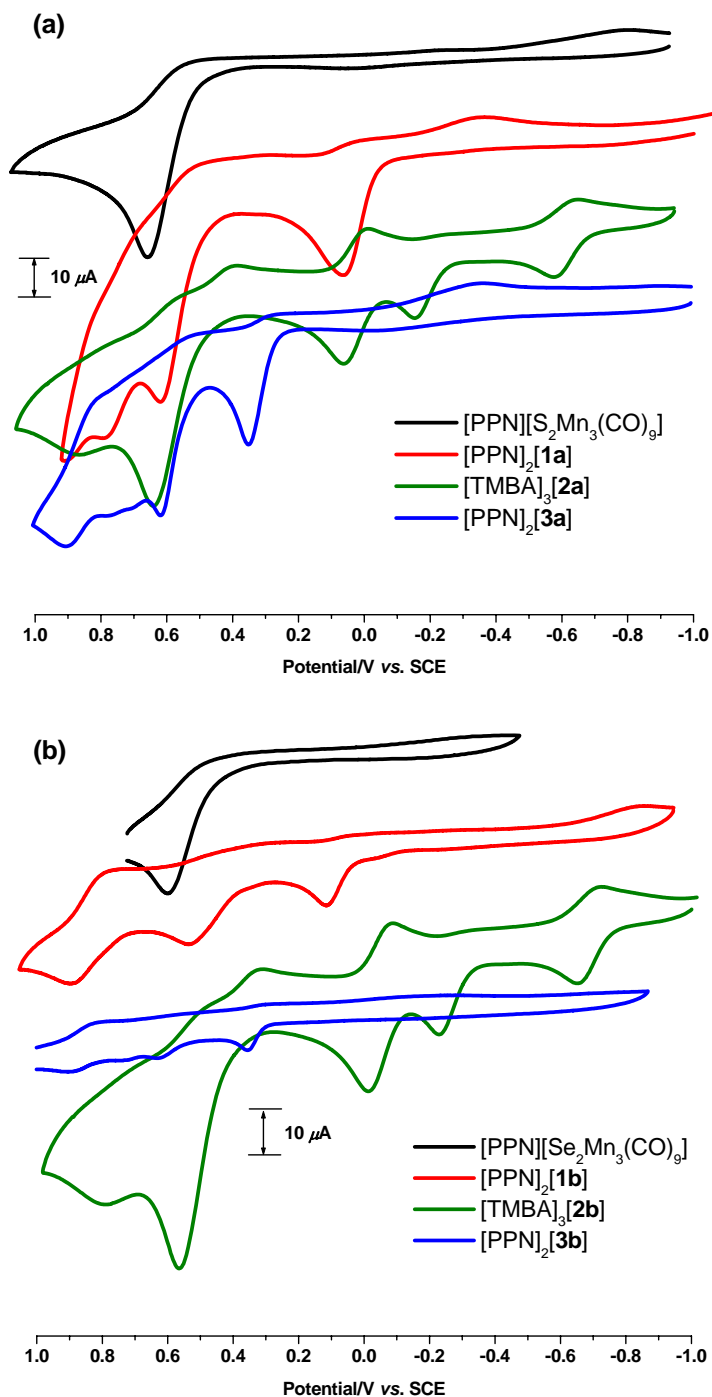 (a)
10 μA
[PPN][S₂Mn₃(CO)₉]
[PPN]₂[1a]
[TMBA]₃[2a]
[PPN]₂[3a]
1.0 0.8 0.6 0.4 0.2 0.0 -0.2 -0.4 -0.6 -0.8 -1.0
Potential/V vs. SCE
(b)
10 μA
[PPN][Se₂Mn₃(CO)₉]
[PPN]₂[1b]
[TMBA]₃[2b]
[PPN]₂[3b]
1.0 0.8 0.6 0.4 0.2 0.0 -0.2 -0.4 -0.6 -0.8 -1.0
Potential/V vs. SCE